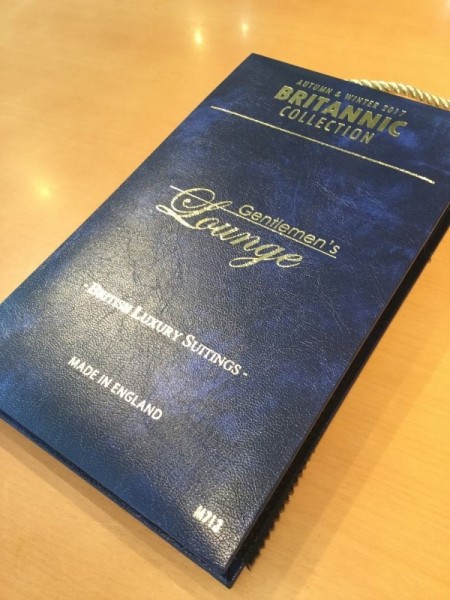 AUTUMN & WINTER 2017
BRITANNIC
COLLECTION
Gentlemen's
Lounge
- BRITISH LUXURY SUITINGS -
MADE IN ENGLAND
M712